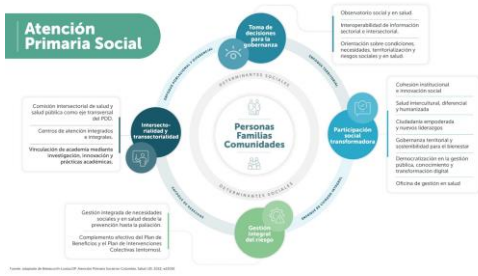 Atención
Primaria Social
Toma de
decisiones
para la
gobernanza
Observatorio social y en salud.
Interoperabilidad de información
sectorial e intersectorial.
Orientación sobre condiciones,
necesidades, territorialización y
riesgos sociales y en salud.
DETERMINANTES SOCIALES
Personas
Familias
Comunidades
DETERMINANTES SOCIALES
Comisión intersectorial de salud y
salud pública como eje transversal
del PDD.
Centros de atención integrados
e integrales.
Vinculación de academia mediante
investigación, innovación y
prácticas académicas.
Intersecto-
rialidad y
transectorialidad
Participación
social
transformadora
Cohesión institucional
e innovación social
Salud intercultural, diferencial
y humanizada
Ciudadanía empoderada
y nuevos liderazgos
Gobernanza territorial y
sostenibilidad para el bienestar
Democratización en la gestión
pública, conocimiento y
transformación digital
Oficina de gestión en salud
Gestión integrada de necesidades
sociales y en salud desde la
prevención hasta la paliación.
Complemento efectivo del Plan de
Beneficios y el Plan de Intervenciones
Colectivas (entornos).
Gestión
integral
del riesgo